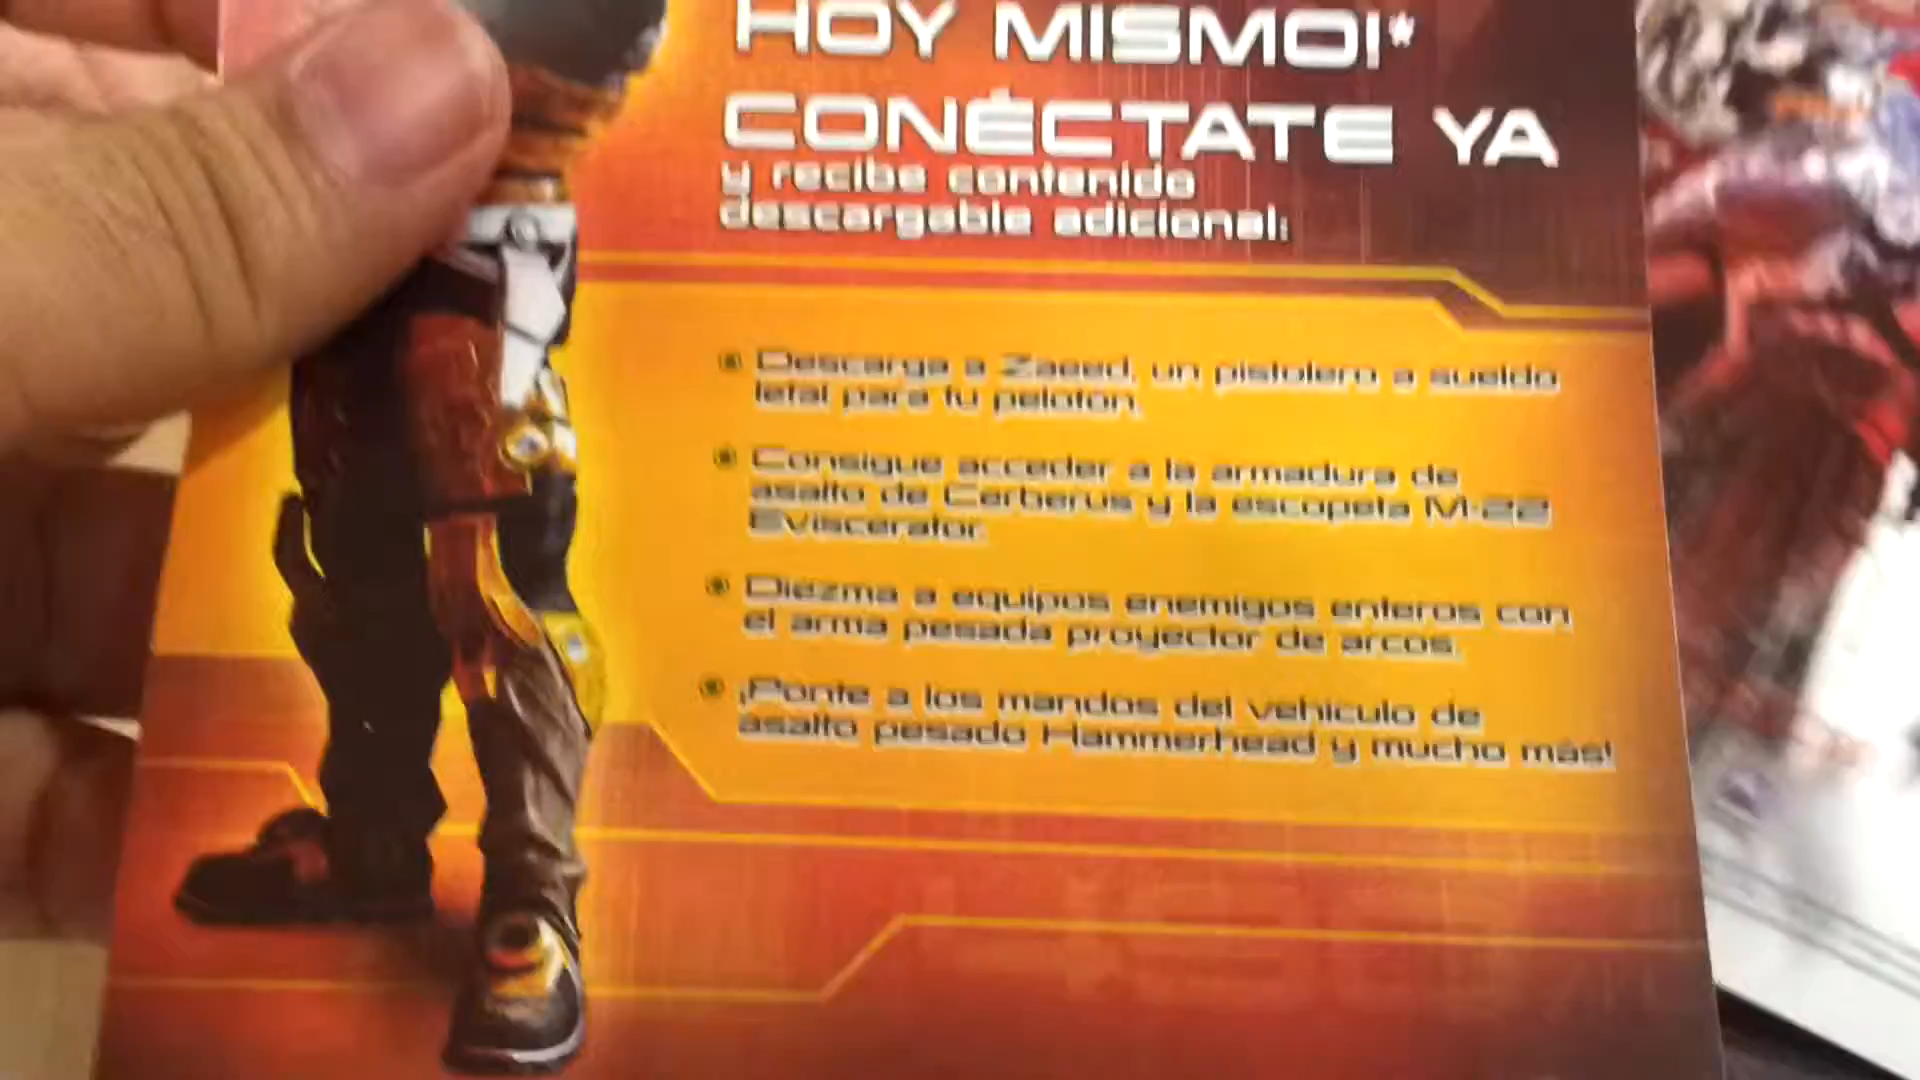 HOY MISMO!*
CONÉCTATE YA
y recibe contenido
descargable adicional:
• Descarga a Zaeed, un pistolero a sueldo
letal para tu pelotón.
• Consigue acceder a la armadura de
asalto de Cerberus y la escopeta M-22
Eviscerator.
• Diezma a equipos enemigos enteros con
el arma pesada proyector de arcos.
• ¡Ponte a los mandos del vehículo de
asalto pesado Hammerhead y mucho más!